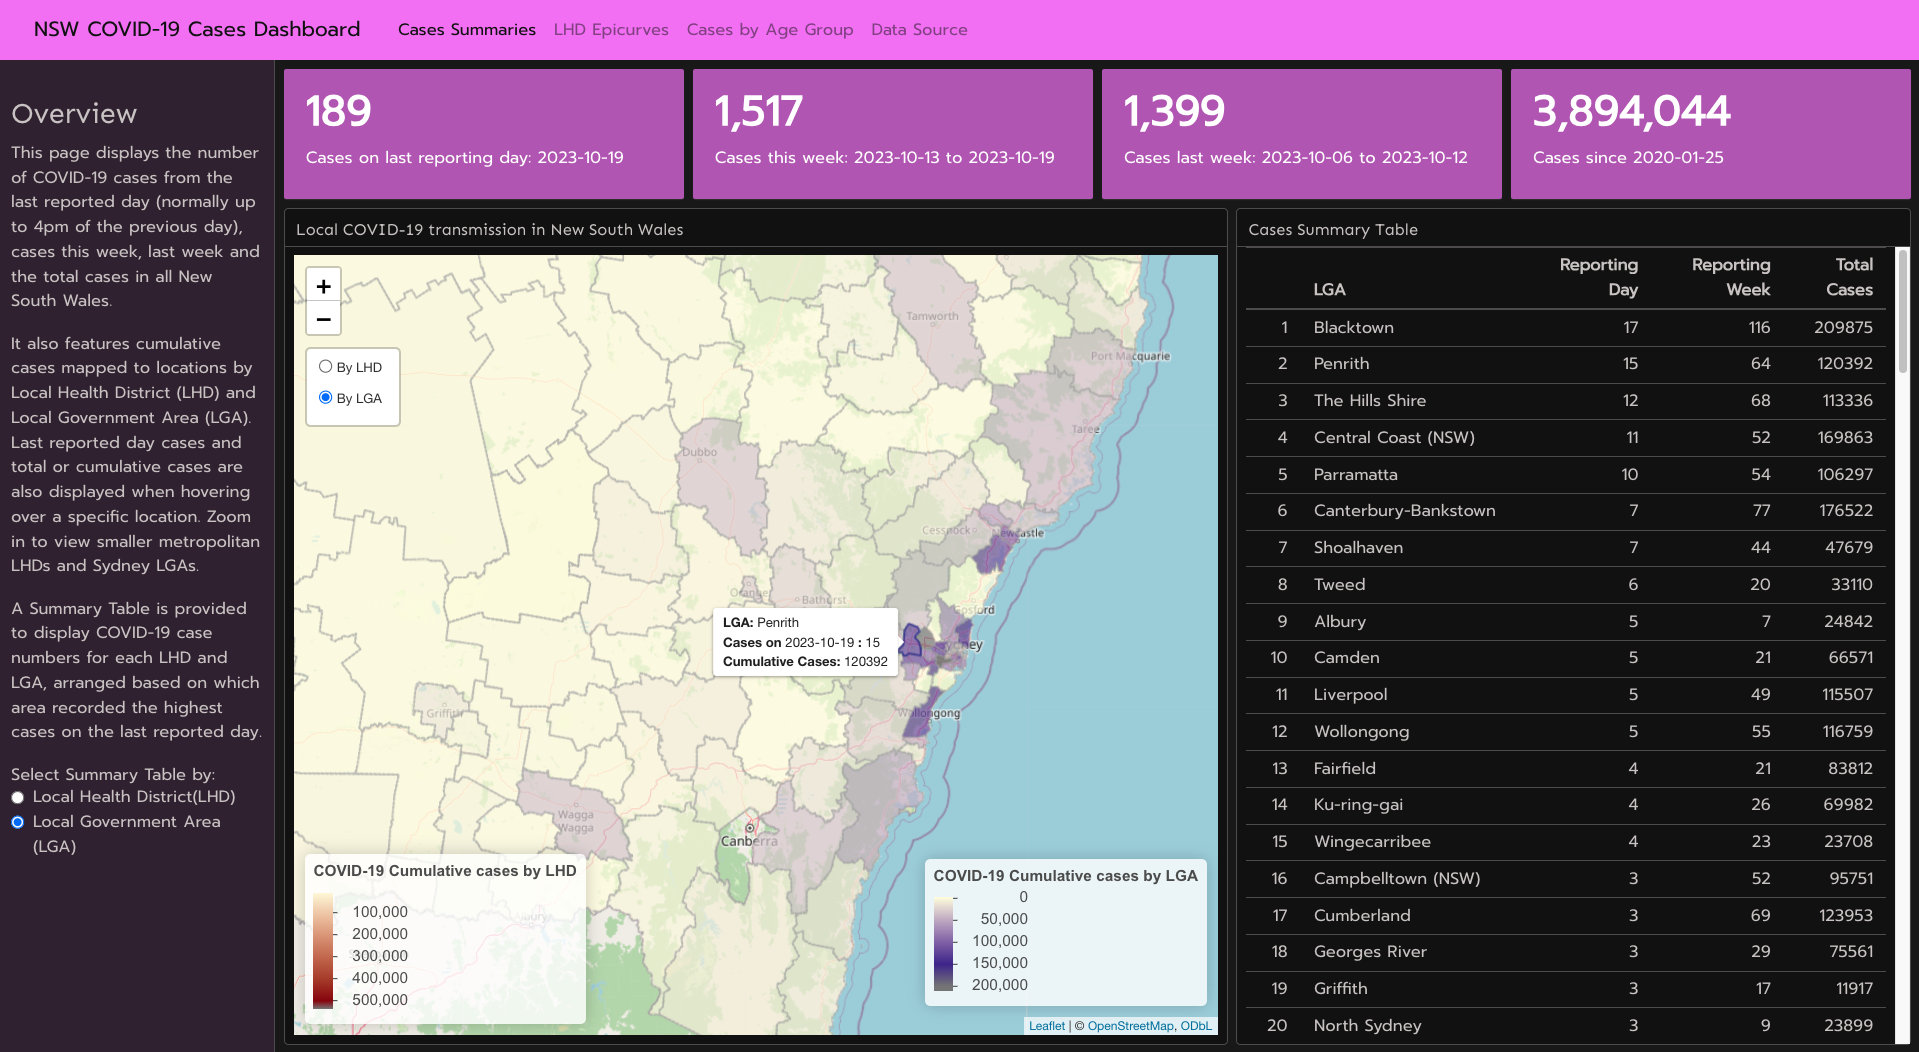 NSW COVID-19 Cases Dashboard
Cases Summaries
LHD Epicurves
Cases by Age Group
Data Source
Overview
This page displays the number
of COVID-19 cases from the
last reported day (normally up
to 4pm of the previous day),
cases this week, last week and
the total cases in all New
South Wales.
It also features cumulative
cases mapped to locations by
Local Health District (LHD) and
Local Government Area (LGA).
Last reported day cases and
total or cumulative cases are
also displayed when hovering
over a specific location. Zoom
in to view smaller metropolitan
LHDs and Sydney LGAs.
A Summary Table is provided
to display COVID-19 case
numbers for each LHD and
LGA, arranged based on which
area recorded the highest
cases on the last reported day.
Select Summary Table by:
Local Health District(LHD)
Local Government Area
(LGA)
189
Cases on last reporting day: 2023-10-19
1,517
Cases this week: 2023-10-13 to 2023-10-19
1,399
Cases last week: 2023-10-06 to 2023-10-12
3,894,044
Cases since 2020-01-25
Local COVID-19 transmission in New South Wales
+
−
By LHD
By LGA
Tamworth
Port Macquarie
Taree
Dubbo
Cessnock
Newcastle
Orange
Bathurst
Gosford
LGA: Penrith
Cases on 2023-10-19 : 15
Cumulative Cases: 120392
Sydney
Griffith
Wollongong
Wagga
Wagga
Canberra
COVID-19 Cumulative cases by LHD
100,000
200,000
300,000
400,000
500,000
COVID-19 Cumulative cases by LGA
0
50,000
100,000
150,000
200,000
Leaflet | © OpenStreetMap, ODbL
Cases Summary Table
LGA Reporting Day Reporting Week Total Cases
1 Blacktown 17 116 209875
2 Penrith 15 64 120392
3 The Hills Shire 12 68 113336
4 Central Coast (NSW) 11 52 169863
5 Parramatta 10 54 106297
6 Canterbury-Bankstown 7 77 176522
7 Shoalhaven 7 44 47679
8 Tweed 6 20 33110
9 Albury 5 7 24842
10 Camden 5 21 66571
11 Liverpool 5 49 115507
12 Wollongong 5 55 116759
13 Fairfield 4 21 83812
14 Ku-ring-gai 4 26 69982
15 Wingecarribee 4 23 23708
16 Campbelltown (NSW) 3 52 95751
17 Cumberland 3 69 123953
18 Georges River 3 29 75561
19 Griffith 3 17 11917
20 North Sydney 3 9 23899